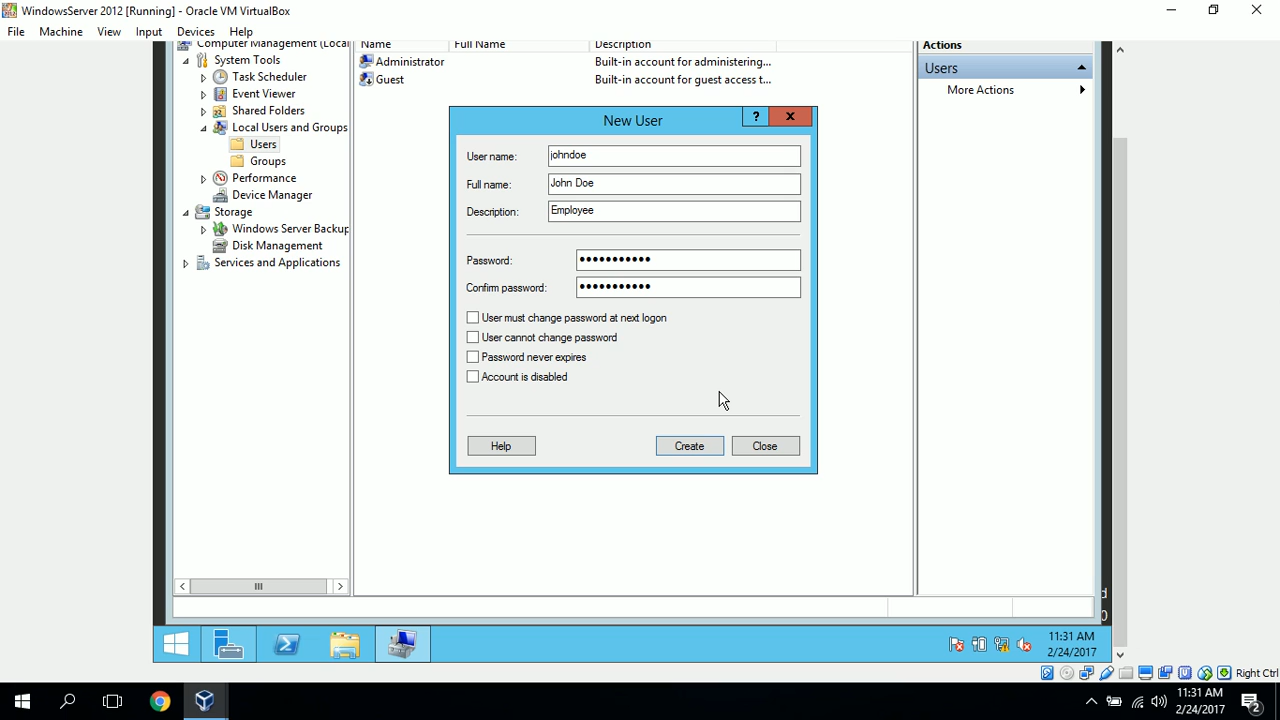 WindowsServer 2012 [Running] - Oracle VM VirtualBox
File Machine View Input Devices Help
Computer Management (Local
System Tools
Task Scheduler
Event Viewer
Shared Folders
Local Users and Groups
Users
Groups
Performance
Device Manager
Storage
Windows Server Backup
Disk Management
Services and Applications
Name Full Name Description
Administrator Built-in account for administering...
Guest Built-in account for guest access t...
Actions
Users
More Actions
New User
?
User name: johndoe
Full name: John Doe
Description: Employee
Password: •••••••••••
Confirm password: •••••••••••
User must change password at next logon
User cannot change password
Password never expires
Account is disabled
Help Create Close
11:31 AM
2/24/2017
Right Ctrl
11:31 AM
2/24/2017
2